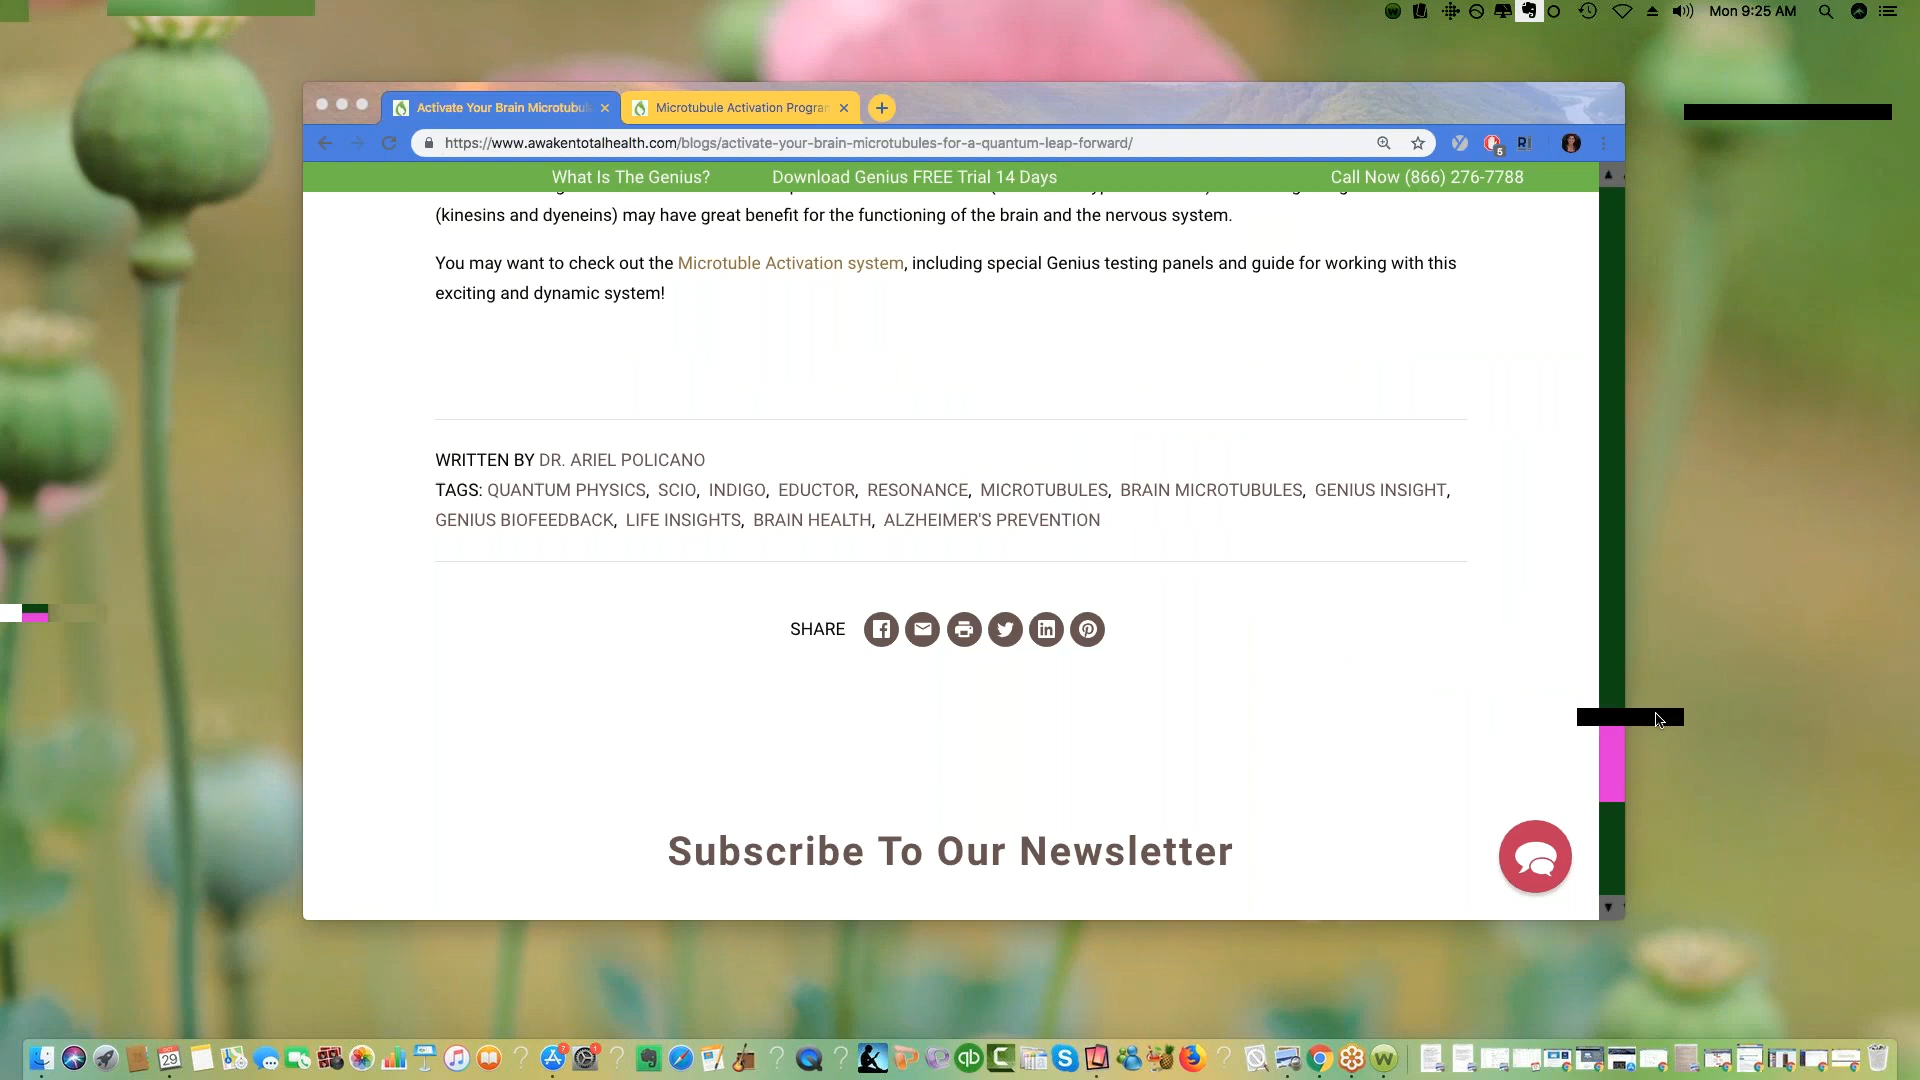 Mon 9:25 AM
Activate Your Brain Microtubul
Microtubule Activation Progran
https://www.awakentotalhealth.com/blogs/activate-your-brain-microtubules-for-a-quantum-leap-forward/
5
What Is The Genius?
Download Genius FREE Trial 14 Days
Call Now (866) 276-7788
(kinesins and dyeneins) may have great benefit for the functioning of the brain and the nervous system.
You may want to check out the Microtuble Activation system, including special Genius testing panels and guide for working with this
exciting and dynamic system!
WRITTEN BY DR. ARIEL POLICANO
TAGS: QUANTUM PHYSICS, SCIO, INDIGO, EDUCTOR, RESONANCE, MICROTUBULES, BRAIN MICROTUBULES, GENIUS INSIGHT,
GENIUS BIOFEEDBACK, LIFE INSIGHTS, BRAIN HEALTH, ALZHEIMER'S PREVENTION
SHARE
Subscribe To Our Newsletter
29